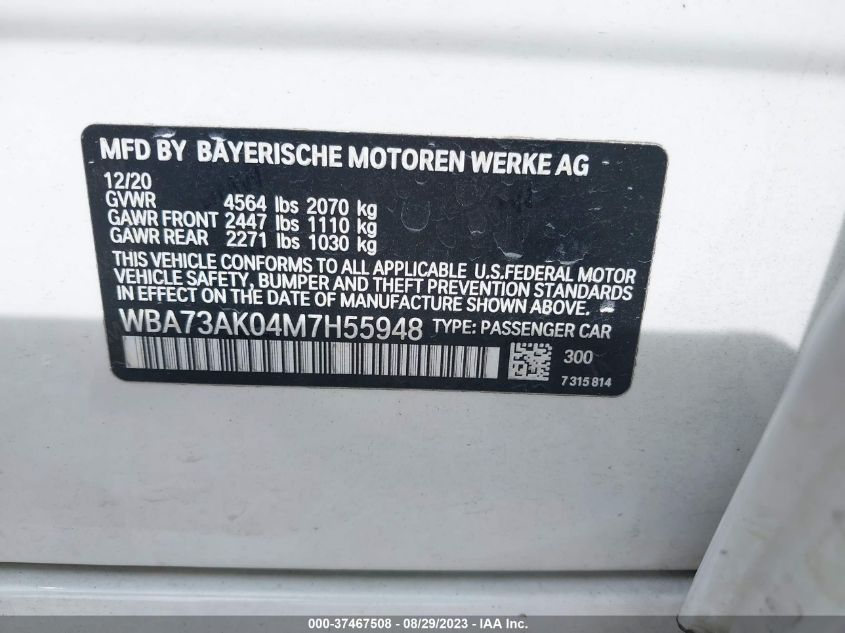 MFD BY BAYERISCHE MOTOREN WERKE AG
12/20
GVWR 4564 lbs 2070 kg
GAWR FRONT 2447 lbs 1110 kg
GAWR REAR 2271 lbs 1030 kg
THIS VEHICLE CONFORMS TO ALL APPLICABLE U.S.FEDERAL MOTOR
VEHICLE SAFETY, BUMPER AND THEFT PREVENTION STANDARDS
IN EFFECT ON THE DATE OF MANUFACTURE SHOWN ABOVE.
WBA73AK04M7H55948 TYPE: PASSENGER CAR
300
7 315 814
000-37467508 - 08/29/2023 - IAA Inc.